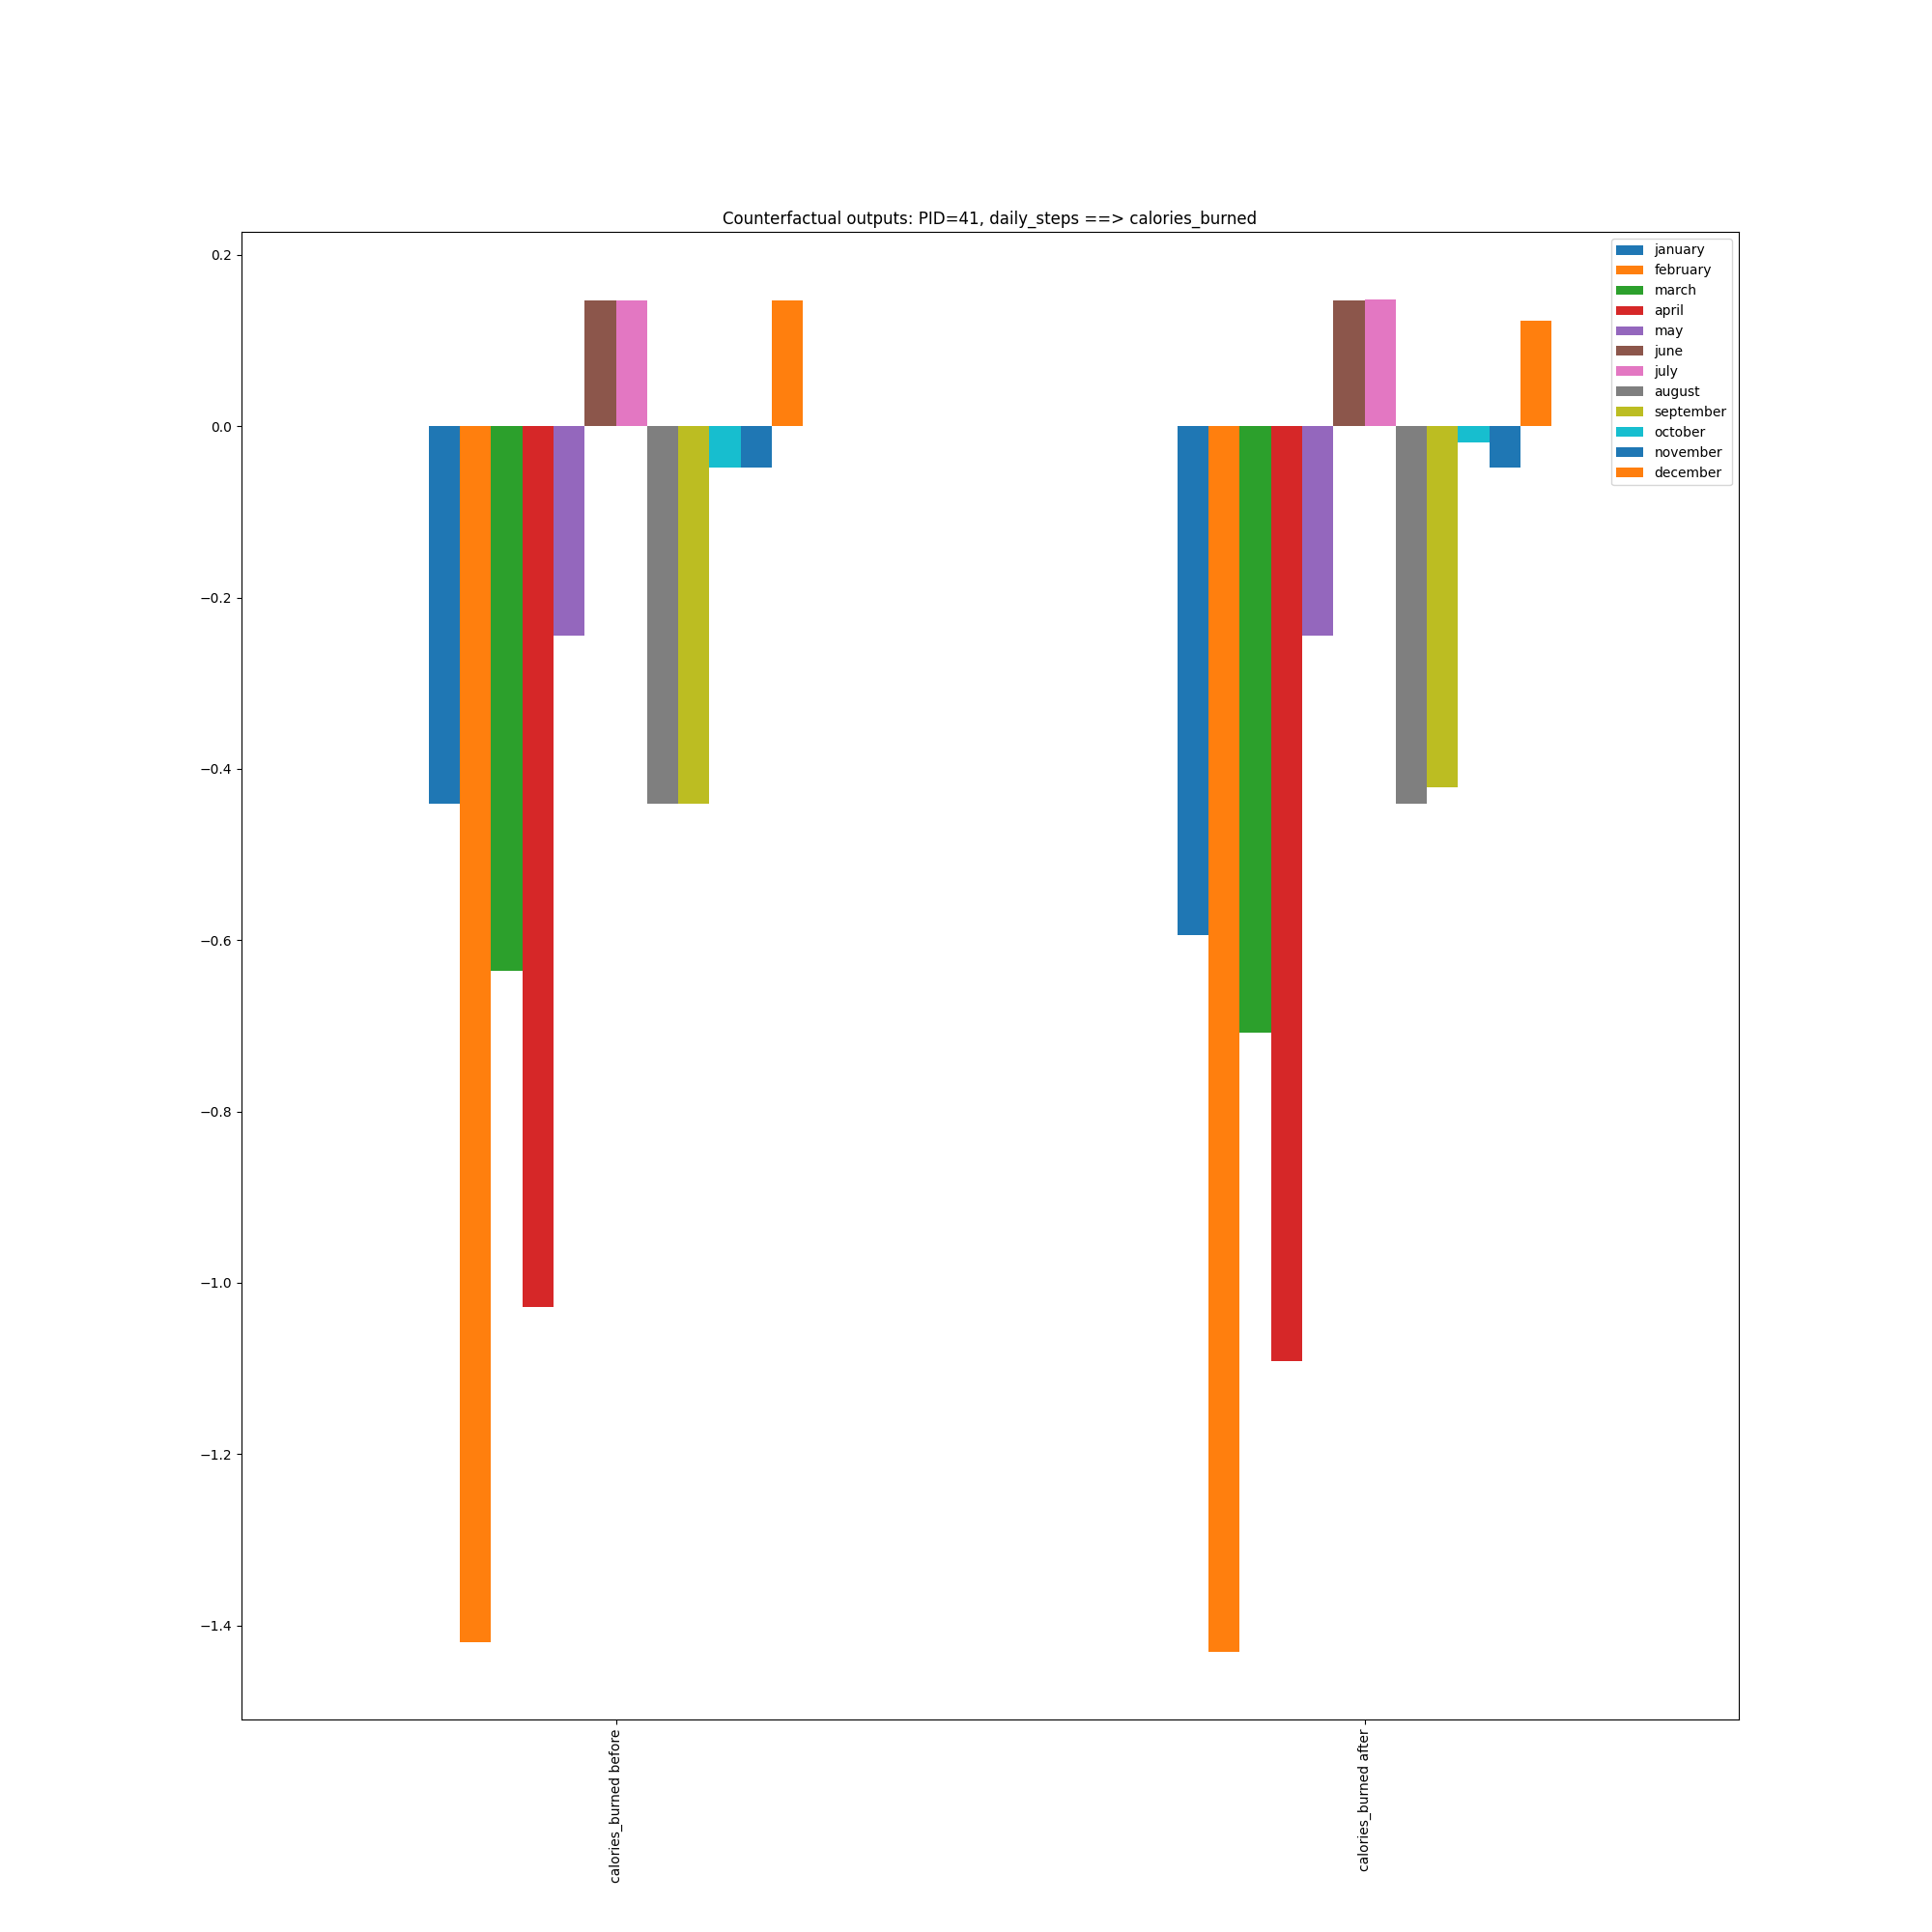 Counterfactual outputs: PID=41, daily_steps ==> calories_burned
0.2
0.0
−0.2
−0.4
−0.6
−0.8
−1.0
−1.2
−1.4
january
february
march
april
may
june
july
august
september
october
november
december
calories_burned before
calories_burned after